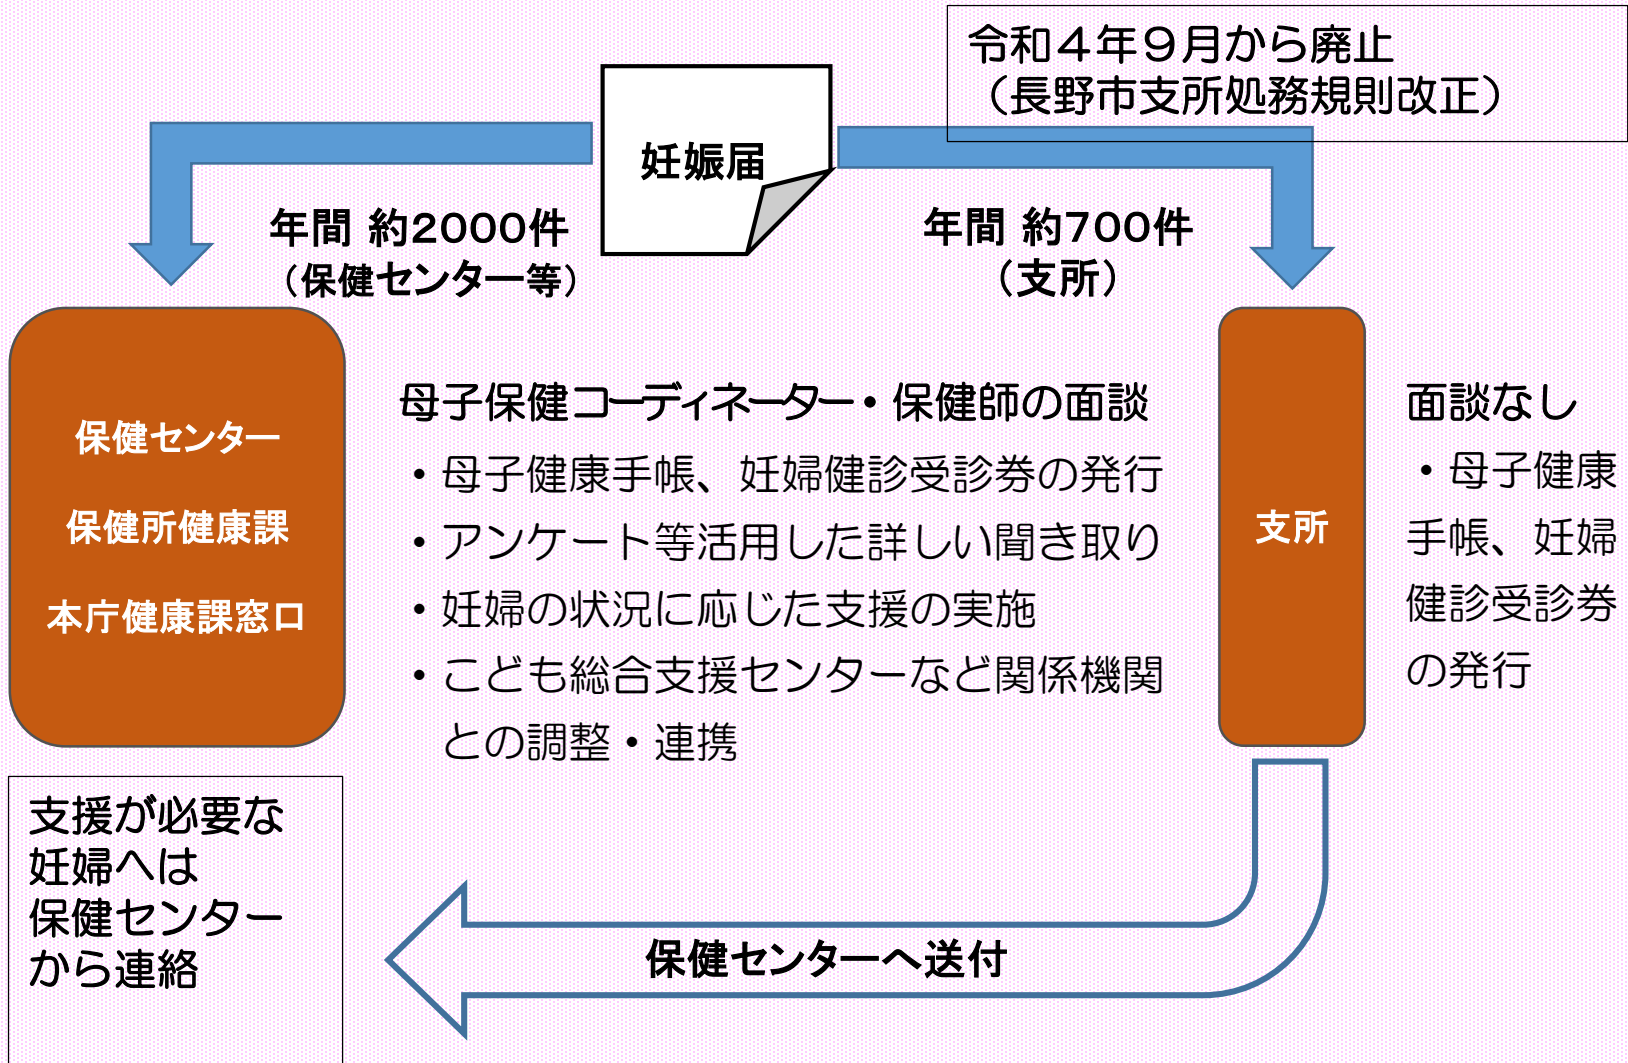 令和４年９月から廃止
（長野市支所処務規則改正）
妊娠届
年間 約2000件
（保健センター等）
年間 約700件
（支所）
保健センター
保健所健康課
本庁健康課窓口
母子保健コーディネーター・保健師の面談
・母子健康手帳、妊婦健診受診券の発行
・アンケート等活用した詳しい聞き取り
・妊婦の状況に応じた支援の実施
・こども総合支援センターなど関係機関
との調整・連携
支所
面談なし
・母子健康
手帳、妊婦
健診受診券
の発行
支援が必要な
妊婦へは
保健センター
から連絡
保健センターへ送付